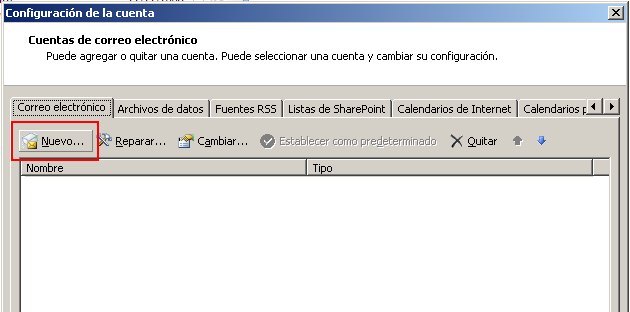 Configuración de la cuenta
Cuentas de correo electrónico
Puede agregar o quitar una cuenta. Puede seleccionar una cuenta y cambiar su configuración.
Correo electrónico Archivos de datos Fuentes RSS Listas de SharePoint Calendarios de Internet Calendarios
Nuevo... Reparar... Cambiar... Establecer como predeterminado Quitar
Nombre Tipo